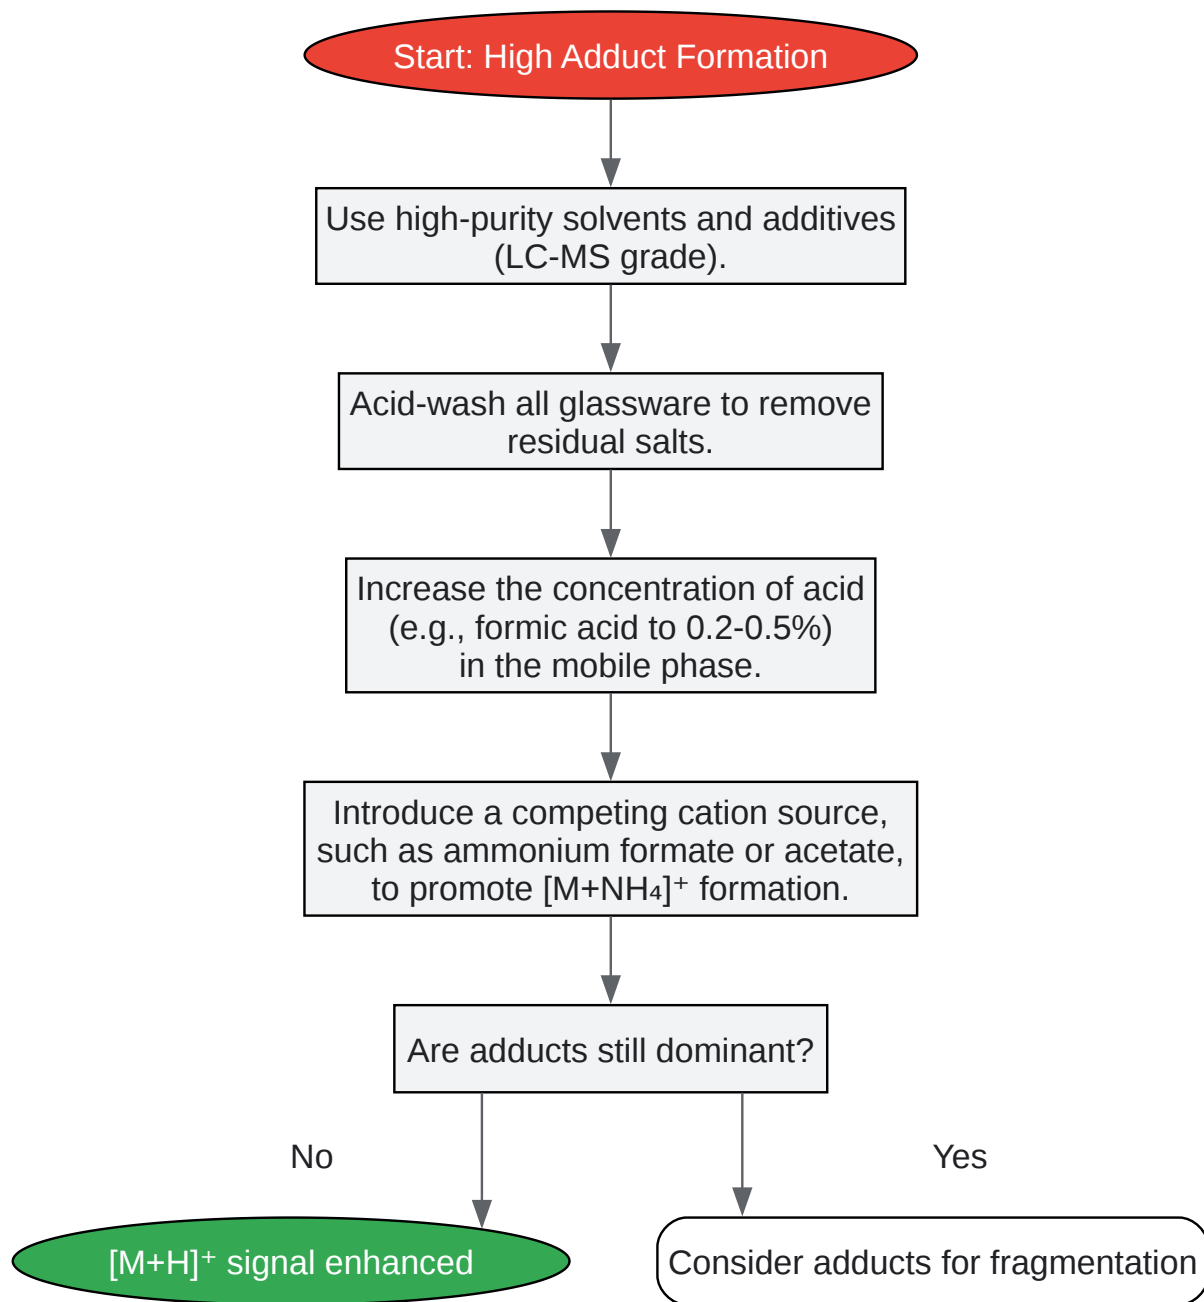 Start: High Adduct Formation
Use high-purity solvents and additives
(LC-MS grade).
Acid-wash all glassware to remove
residual salts.
Increase the concentration of acid
(e.g., formic acid to 0.2-0.5%)
in the mobile phase.
Introduce a competing cation source,
such as ammonium formate or acetate,
to promote [M+NH₄]⁺ formation.
Are adducts still dominant?
No
Yes
[M+H]⁺ signal enhanced
Consider adducts for fragmentation